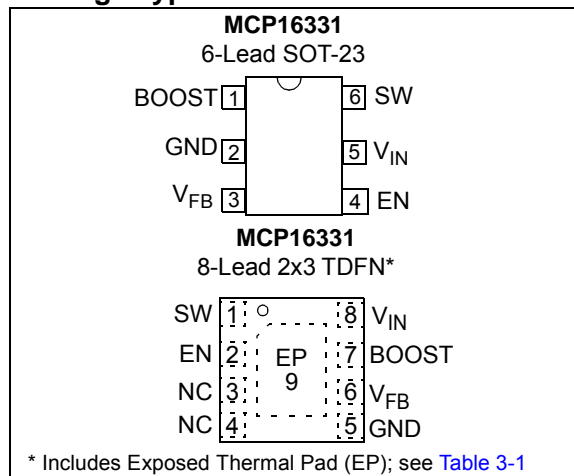 MCP16331
6-Lead SOT-23
BOOST 1 6 SW
GND 2 5 VIN
VFB 3 4 EN
MCP16331
8-Lead 2x3 TDFN*
SW 1 8 VIN
EN 2 EP 7 BOOST
NC 3 9 6 VFB
NC 4 5 GND
* Includes Exposed Thermal Pad (EP); see Table 3-1